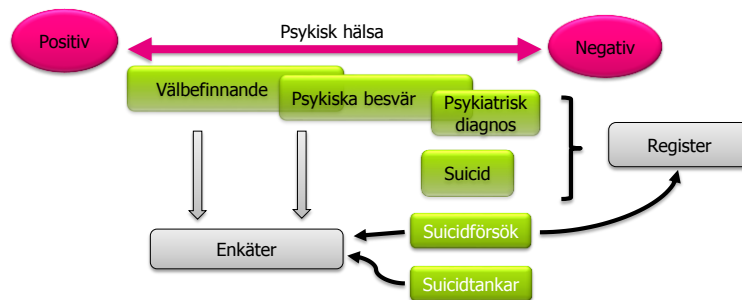 Positiv
Psykisk hälsa
Negativ
Välbefinnande
Psykiska besvär
Psykiatrisk
diagnos
Register
Suicid
Enkäter
Suicidförsök
Suicidtankar